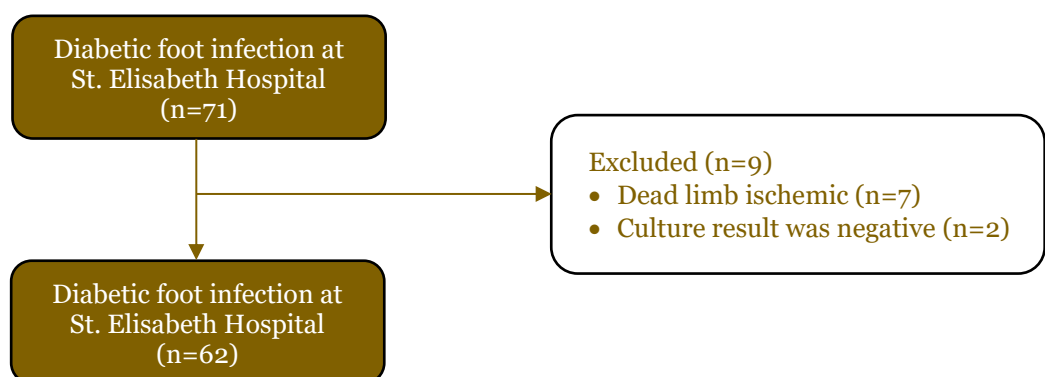 Diabetic foot infection at
St. Elisabeth Hospital
(n=71)
Excluded (n=9)
• Dead limb ischemic (n=7)
• Culture result was negative (n=2)
Diabetic foot infection at
St. Elisabeth Hospital
(n=62)